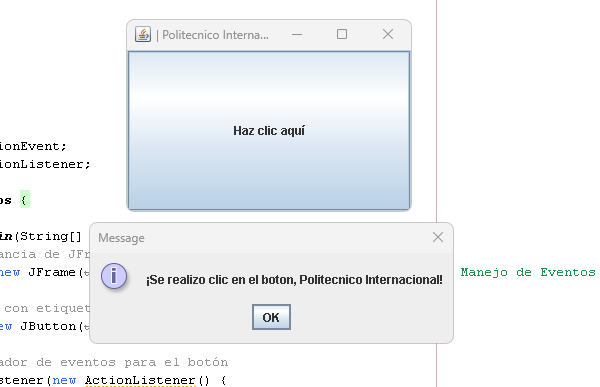 | Politecnico Interna...
Haz clic aquí
ionEvent;
ionListener;
os {
in(String[]
Message
ancia de JFr
new JFrame(
Manejo de Eventos
¡Se realizo clic en el boton, Politecnico Internacional!
OK
con etiquet
new JButton(
ador de eventos para el botón
stener(new ActionListener() {